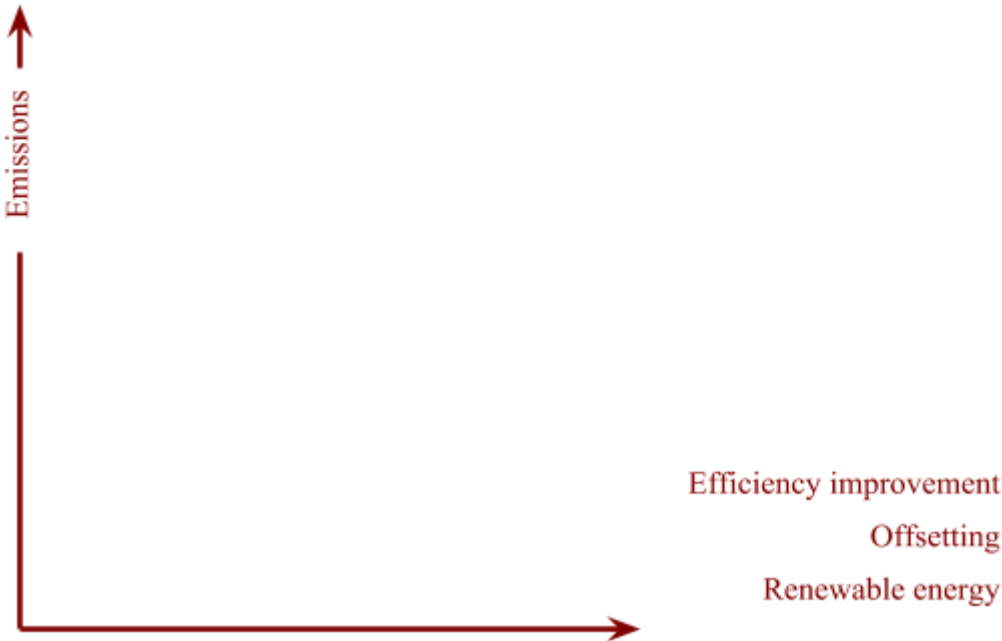 Emissions
Efficiency improvement
Offsetting
Renewable energy